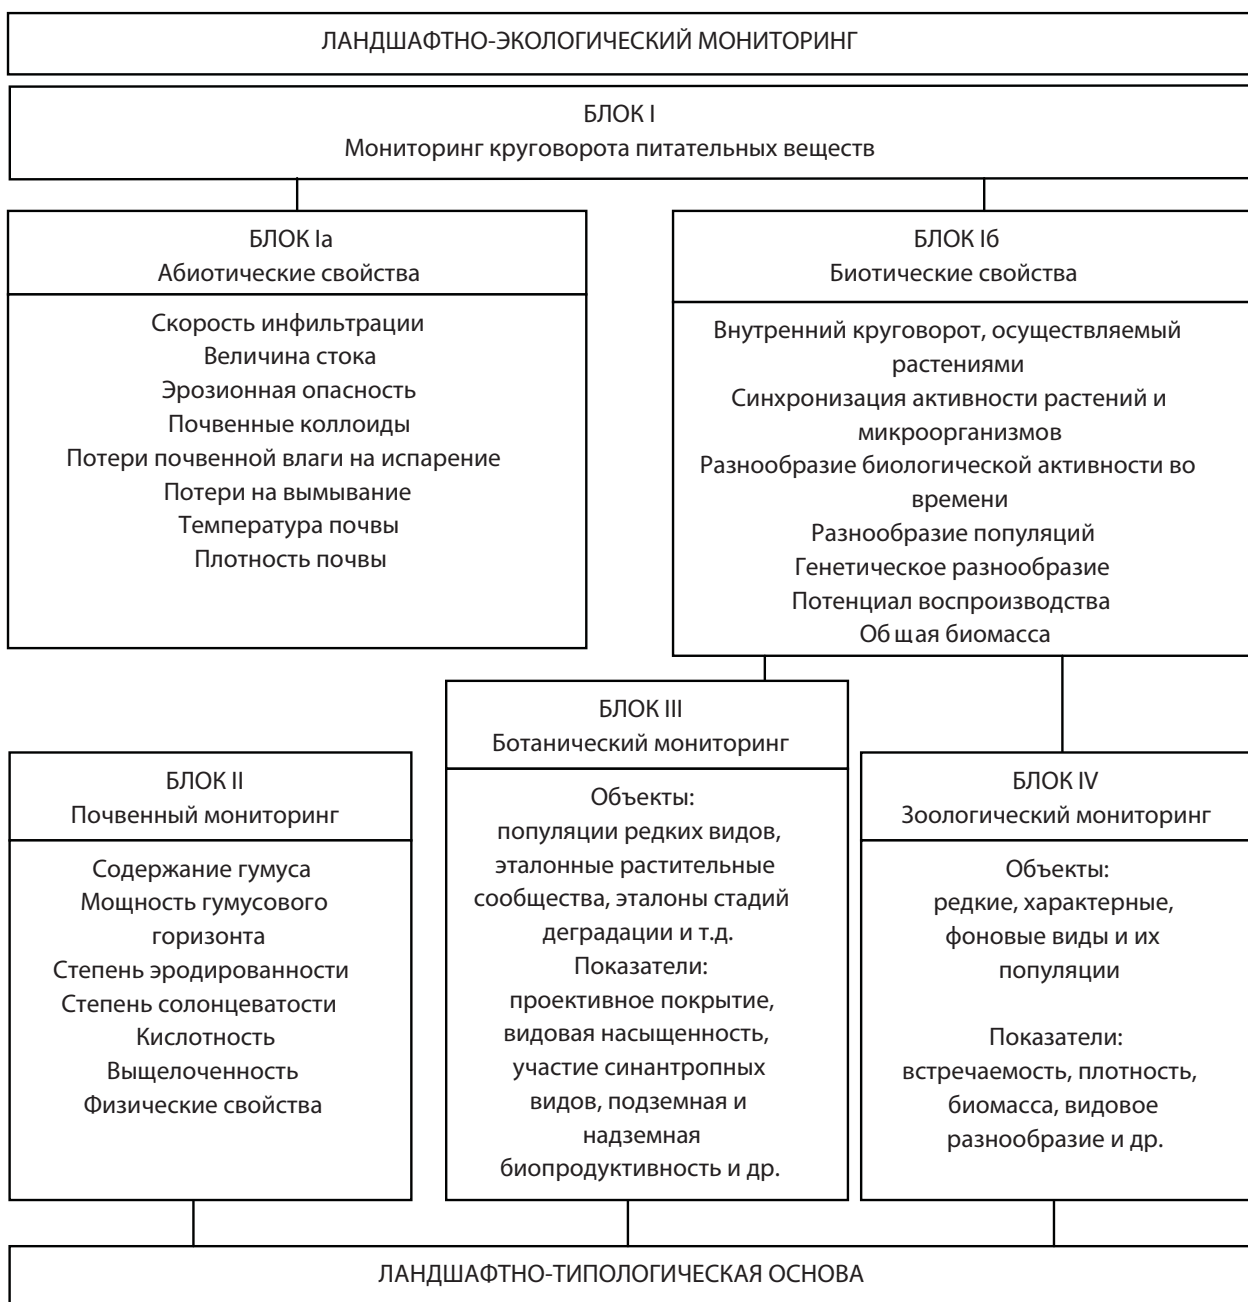 ЛАНДШАФТНО-ЭКОЛОГИЧЕСКИЙ МОНИТОРИНГ
БЛОК I
Мониторинг круговорота питательных веществ
БЛОК Iа
Абиотические свойства
Скорость инфильтрации
Величина стока
Эрозионная опасность
Почвенные коллоиды
Потери почвенной влаги на испарение
Потери на вымывание
Температура почвы
Плотность почвы
БЛОК Iб
Биотические свойства
Внутренний круговорот, осуществляемый
растениями
Синхронизация активности растений и
микроорганизмов
Разнообразие биологической активности во
времени
Разнообразие популяций
Генетическое разнообразие
Потенциал воспроизводства
Общая биомасса
БЛОК II
Почвенный мониторинг
Содержание гумуса
Мощность гумусового
горизонта
Степень эродированности
Степень солонцеватости
Кислотность
Выщелоченность
Физические свойства
БЛОК III
Ботанический мониторинг
Объекты:
популяции редких видов,
эталонные растительные
сообщества, эталоны стадий
деградации и т.д.
Показатели:
проективное покрытие,
видовая насыщенность,
участие синантропных
видов, подземная и
надземная
биопродуктивность и др.
БЛОК IV
Зоологический мониторинг
Объекты:
редкие, характерные,
фоновые виды и их
популяции
Показатели:
встречаемость, плотность,
биомасса, видовое
разнообразие и др.
ЛАНДШАФТНО-ТИПОЛОГИЧЕСКАЯ ОСНОВА